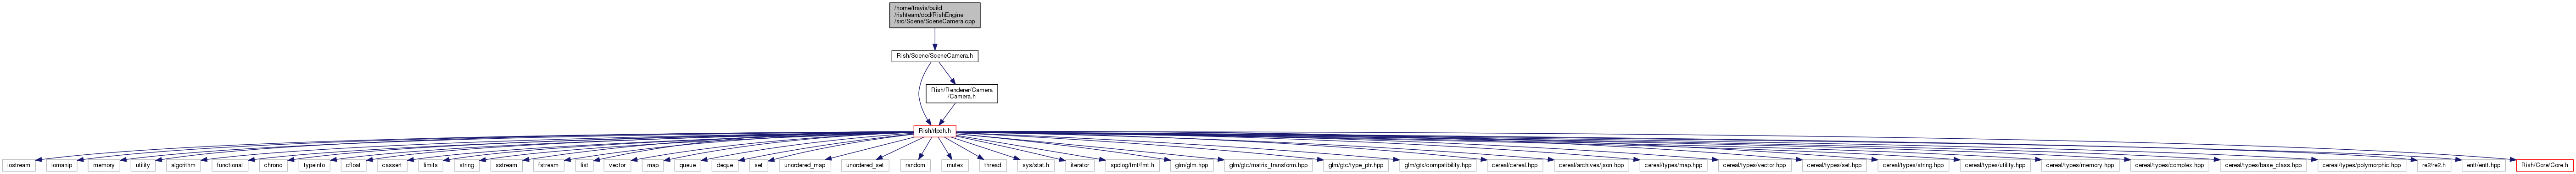 /home/travis/build
/rishteam/dod/RishEngine
/src/Scene/SceneCamera.cpp
Rish/Scene/SceneCamera.h
Rish/Renderer/Camera
/Camera.h
Rish/rlpch.h
iostream
iomanip
memory
utility
algorithm
functional
chrono
typeinfo
cfloat
cassert
limits
string
sstream
fstream
list
vector
map
queue
deque
set
unordered_map
unordered_set
random
mutex
thread
sys/stat.h
iterator
spdlog/fmt/fmt.h
glm/glm.hpp
glm/gtc/matrix_transform.hpp
glm/gtc/type_ptr.hpp
glm/gtx/compatibility.hpp
cereal/cereal.hpp
cereal/archives/json.hpp
cereal/types/map.hpp
cereal/types/vector.hpp
cereal/types/set.hpp
cereal/types/string.hpp
cereal/types/utility.hpp
cereal/types/memory.hpp
cereal/types/complex.hpp
cereal/types/base_class.hpp
cereal/types/polymorphic.hpp
re2/re2.h
entt/entt.hpp
Rish/Core/Core.h